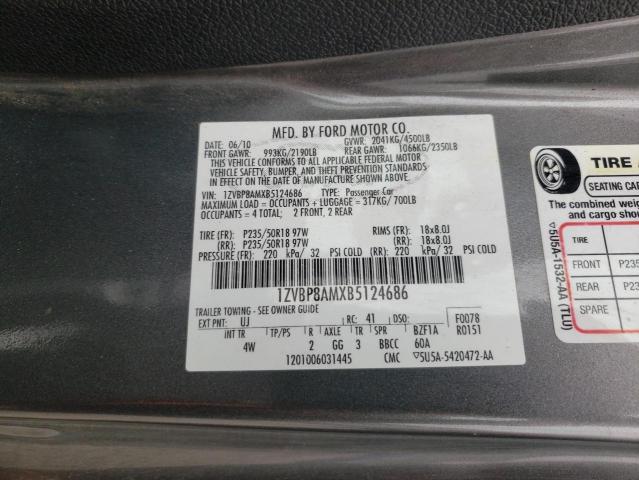 MFD. BY FORD MOTOR CO.
DATE: 06/10 GVWR: 2041KG/4500LB
FRONT GAWR: 993KG/2190LB REAR GAWR: 1066KG/2350LB
THIS VEHICLE CONFORMS TO ALL APPLICABLE FEDERAL MOTOR
VEHICLE SAFETY, BUMPER, AND THEFT PREVENTION STANDARDS
IN EFFECT ON THE DATE OF MANUFACTURE SHOWN ABOVE.
VIN: 1ZVBP8AMXB5124686 TYPE: Passenger Car
MAXIMUM LOAD = OCCUPANTS + LUGGAGE = 317KG/700LB
OCCUPANTS = 4 TOTAL; 2 FRONT, 2 REAR
TIRE (FR): P235/50R18 97W RIMS (FR): 18x8.0J
(RR): P235/50R18 97W (RR): 18x8.0J
PRESSURE (FR): 220 kPa/ 32 PSI COLD (RR): 220 kPa/ 32 PSI COLD
1ZVBP8AMXB5124686
TRAILER TOWING - SEE OWNER GUIDE F0078
EXT PNT: UJ RC: 41 DSO: R0151
INT TR TP/PS R AXLE TR SPR BZF1A
4W 2 GG 3 BBCC 60A
1201006031445 CMC ▽5U5A-5420472-AA
TIRE
SEATING CA
The combined weig
and cargo shou
TIRE
FRONT P235
REAR P23
SPARE
▽5U5A-1532-AA (TLU)